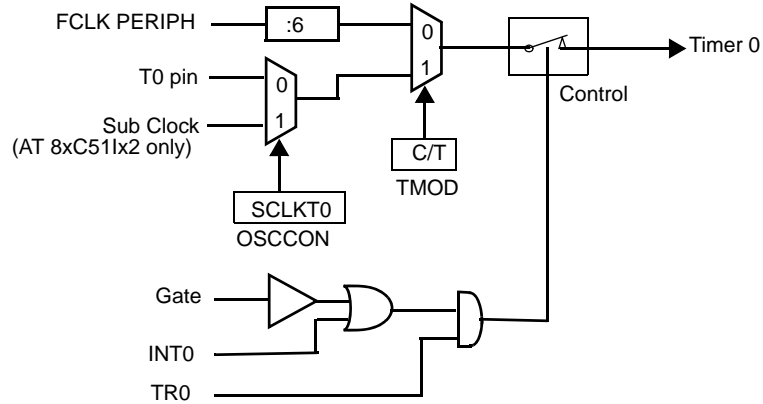 FCLK PERIPH
:6
0
1
Timer 0
T0 pin
0
1
Sub Clock
(AT 8xC51Ix2 only)
Control
C/T
TMOD
SCLKT0
OSCCON
Gate
INT0
TR0